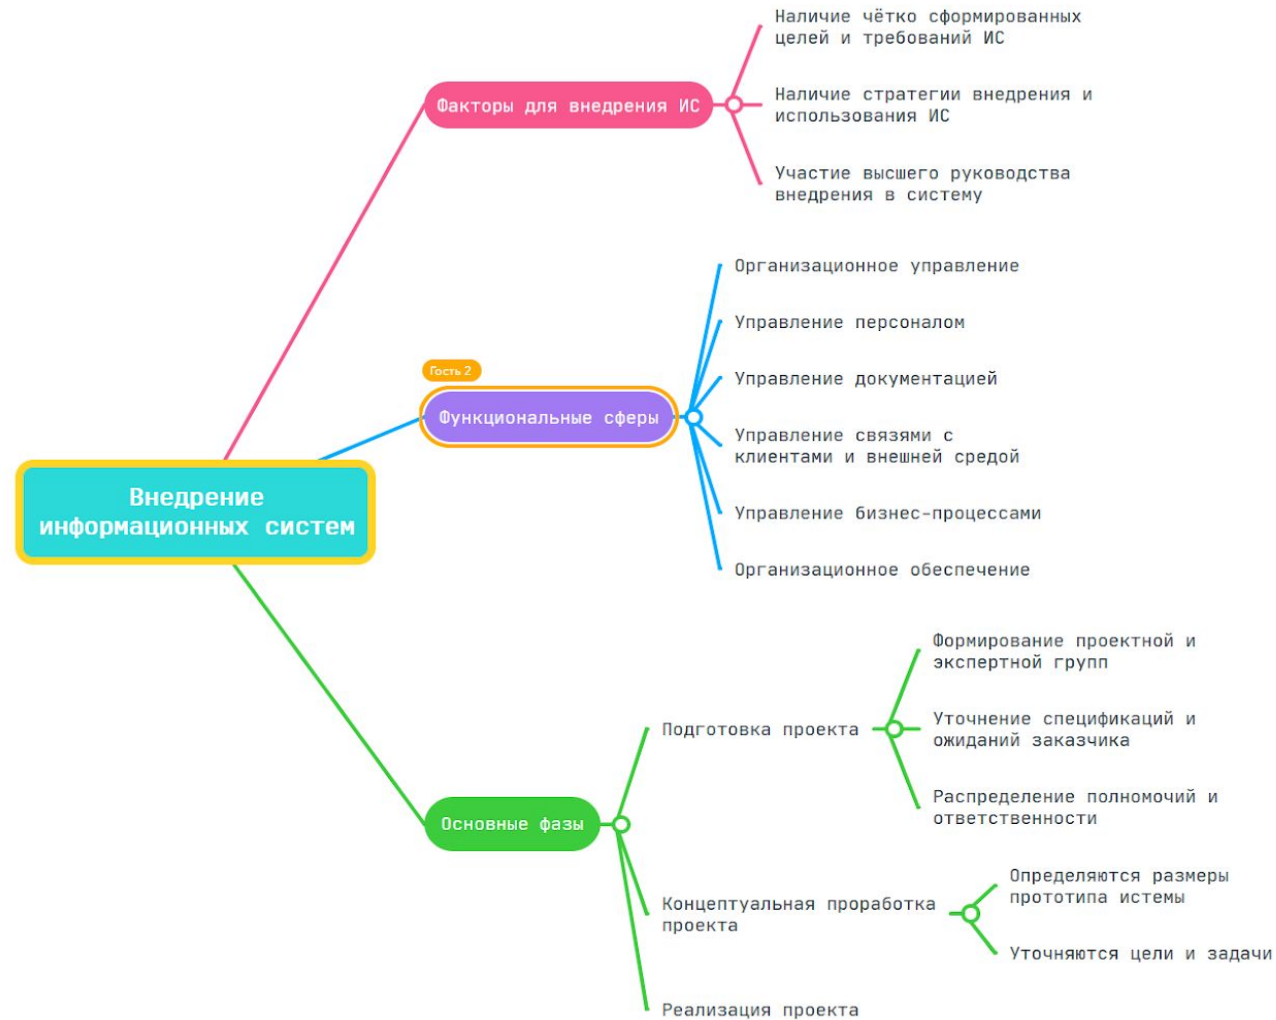 Внедрение
информационных систем
Факторы для внедрения ИС
Наличие чётко сформированных
целей и требований ИС
Наличие стратегии внедрения и
использования ИС
Участие высшего руководства
внедрения в систему
Гость 2
Функциональные сферы
Организационное управление
Управление персоналом
Управление документацией
Управление связями с
клиентами и внешней средой
Управление бизнес-процессами
Организационное обеспечение
Основные фазы
Подготовка проекта
Формирование проектной и
экспертной групп
Уточнение спецификаций и
ожиданий заказчика
Распределение полномочий и
ответственности
Концептуальная проработка
проекта
Определяются размеры
прототипа истемы
Уточняются цели и задачи
Реализация проекта